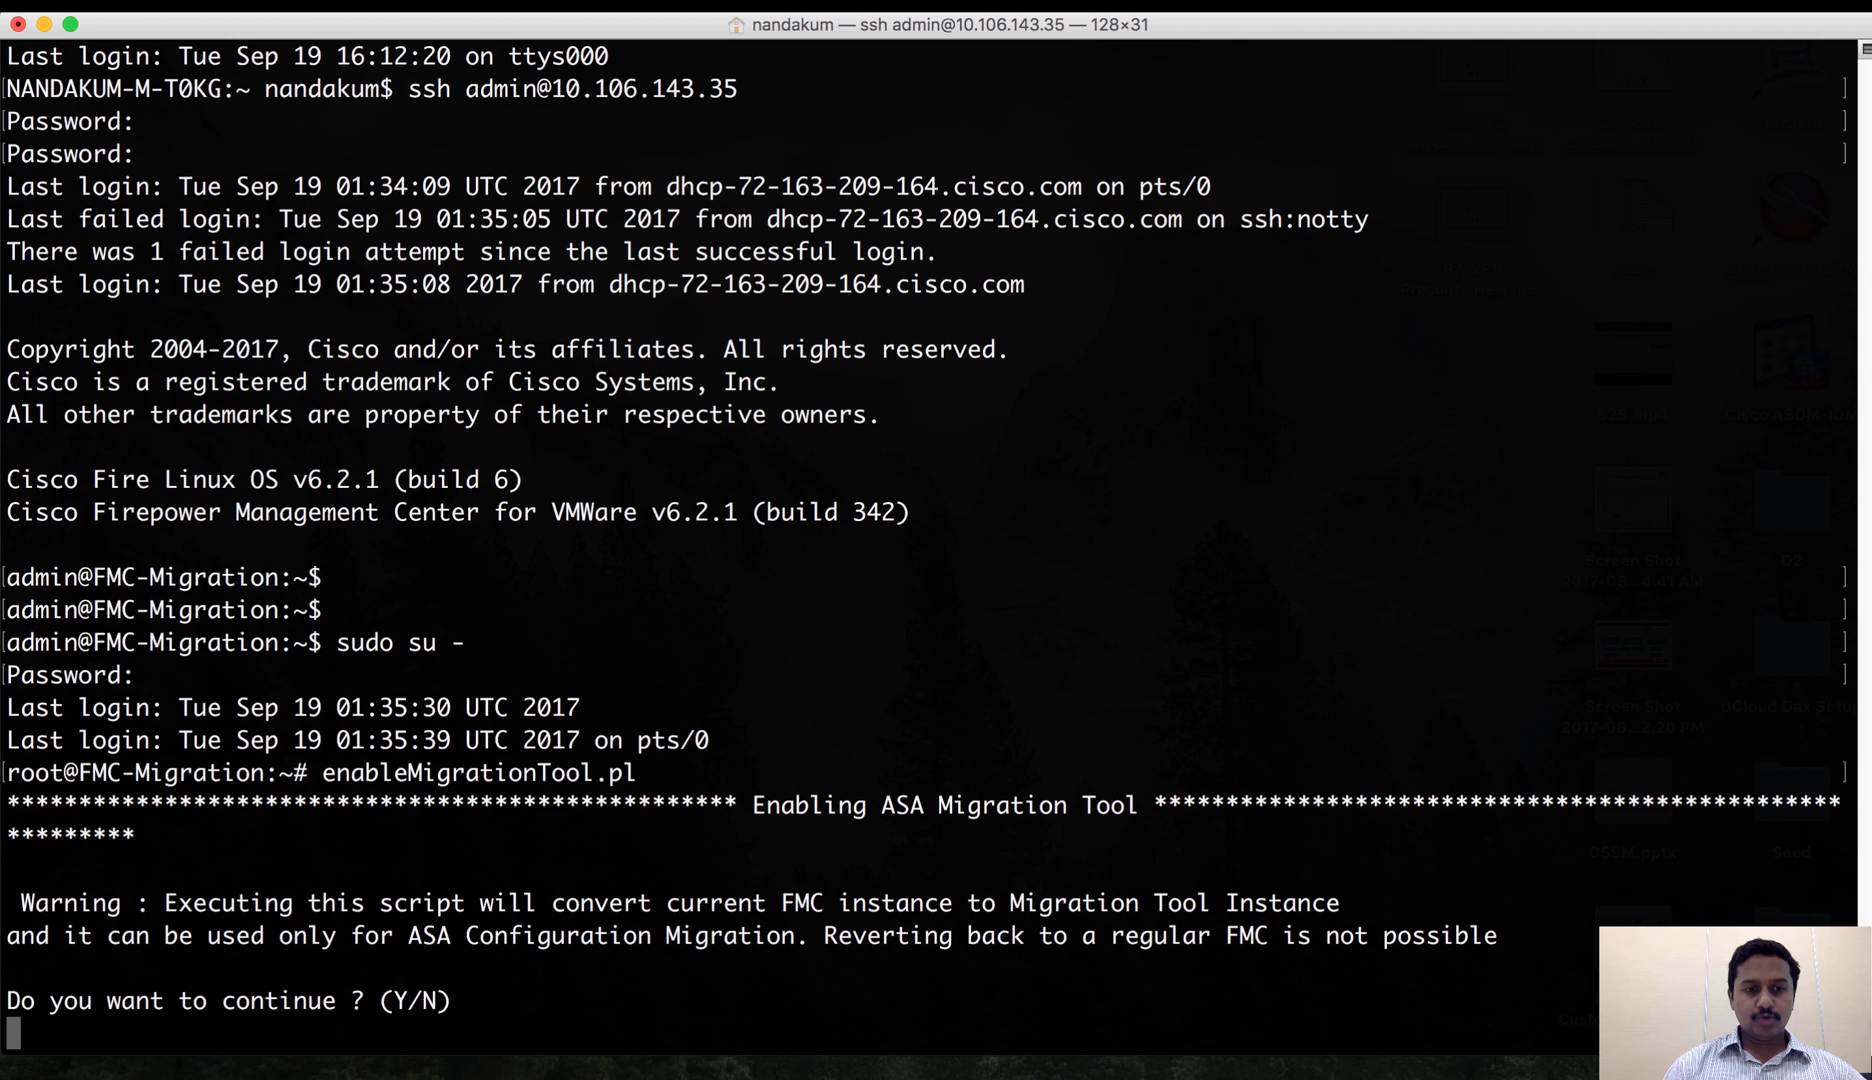 nandakum — ssh admin@10.106.143.35 — 128×31
Last login: Tue Sep 19 16:12:20 on ttys000
[NANDAKUM-M-T0KG:~ nandakum$ ssh admin@10.106.143.35 ]
[Password: ]
[Password: ]
Last login: Tue Sep 19 01:34:09 UTC 2017 from dhcp-72-163-209-164.cisco.com on pts/0
Last failed login: Tue Sep 19 01:35:05 UTC 2017 from dhcp-72-163-209-164.cisco.com on ssh:notty
There was 1 failed login attempt since the last successful login.
Last login: Tue Sep 19 01:35:08 2017 from dhcp-72-163-209-164.cisco.com
Copyright 2004-2017, Cisco and/or its affiliates. All rights reserved.
Cisco is a registered trademark of Cisco Systems, Inc.
All other trademarks are property of their respective owners.
Cisco Fire Linux OS v6.2.1 (build 6)
Cisco Firepower Management Center for VMWare v6.2.1 (build 342)
[admin@FMC-Migration:~$ ]
[admin@FMC-Migration:~$ ]
[admin@FMC-Migration:~$ sudo su - ]
[Password: ]
Last login: Tue Sep 19 01:35:30 UTC 2017
Last login: Tue Sep 19 01:35:39 UTC 2017 on pts/0
[root@FMC-Migration:~# enableMigrationTool.pl ]
*************************************************** Enabling ASA Migration Tool ************************************************
*********
Warning : Executing this script will convert current FMC instance to Migration Tool Instance
and it can be used only for ASA Configuration Migration. Reverting back to a regular FMC is not possible
Do you want to continue ? (Y/N)
Screen Shot
D2
Screen Shot
CS9M.pptx
Seed